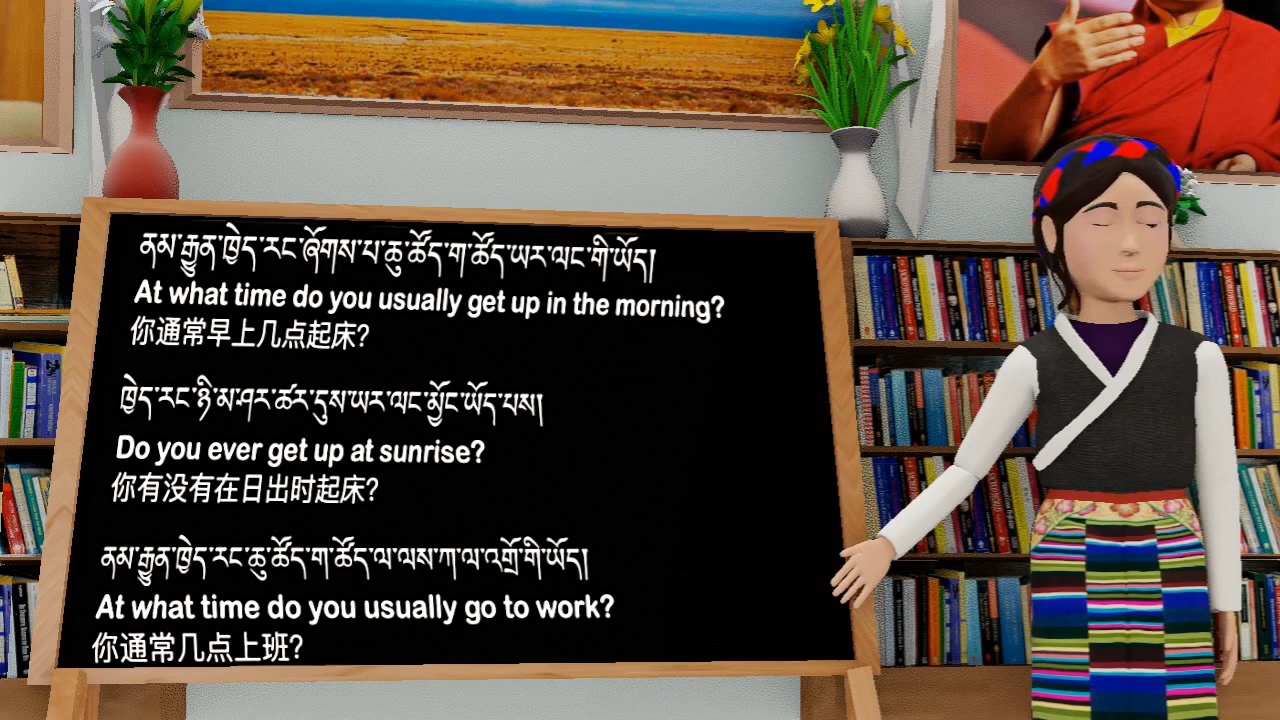 ནམ་རྒྱུན་ཁྱེད་རང་ཞོགས་པ་ཆུ་ཚོད་ག་ཚོད་ཡར་ལང་གི་ཡོད།
At what time do you usually get up in the morning?
你通常早上几点起床?
ཁྱེད་རང་ཉི་མ་ཤར་ཚར་དུས་ཡར་ལང་མྱོང་ཡོད་པས།
Do you ever get up at sunrise?
你有没有在日出时起床?
ནམ་རྒྱུན་ཁྱེད་རང་ཆུ་ཚོད་ག་ཚོད་ལ་ལས་ཀ་ལ་འགྲོ་གི་ཡོད།
At what time do you usually go to work?
你通常几点上班?